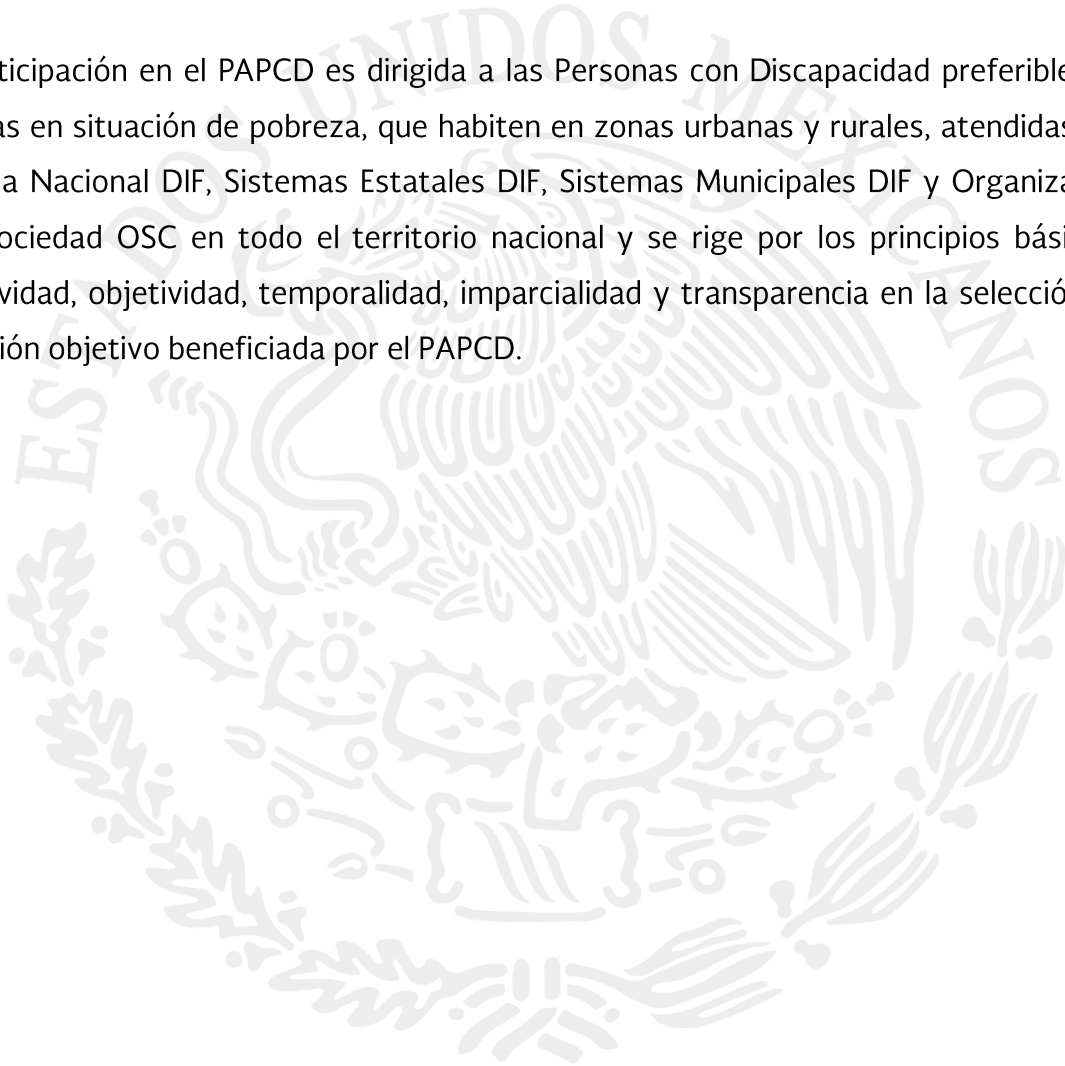 ESTADOS UNIDOS MEXICANOS
ticipación en el PAPCD es dirigida a las Personas con Discapacidad preferible
as en situación de pobreza, que habiten en zonas urbanas y rurales, atendidas
a Nacional DIF, Sistemas Estatales DIF, Sistemas Municipales DIF y Organiza
ociedad OSC en todo el territorio nacional y se rige por los principios bási
vidad, objetividad, temporalidad, imparcialidad y transparencia en la selecció
ión objetivo beneficiada por el PAPCD.